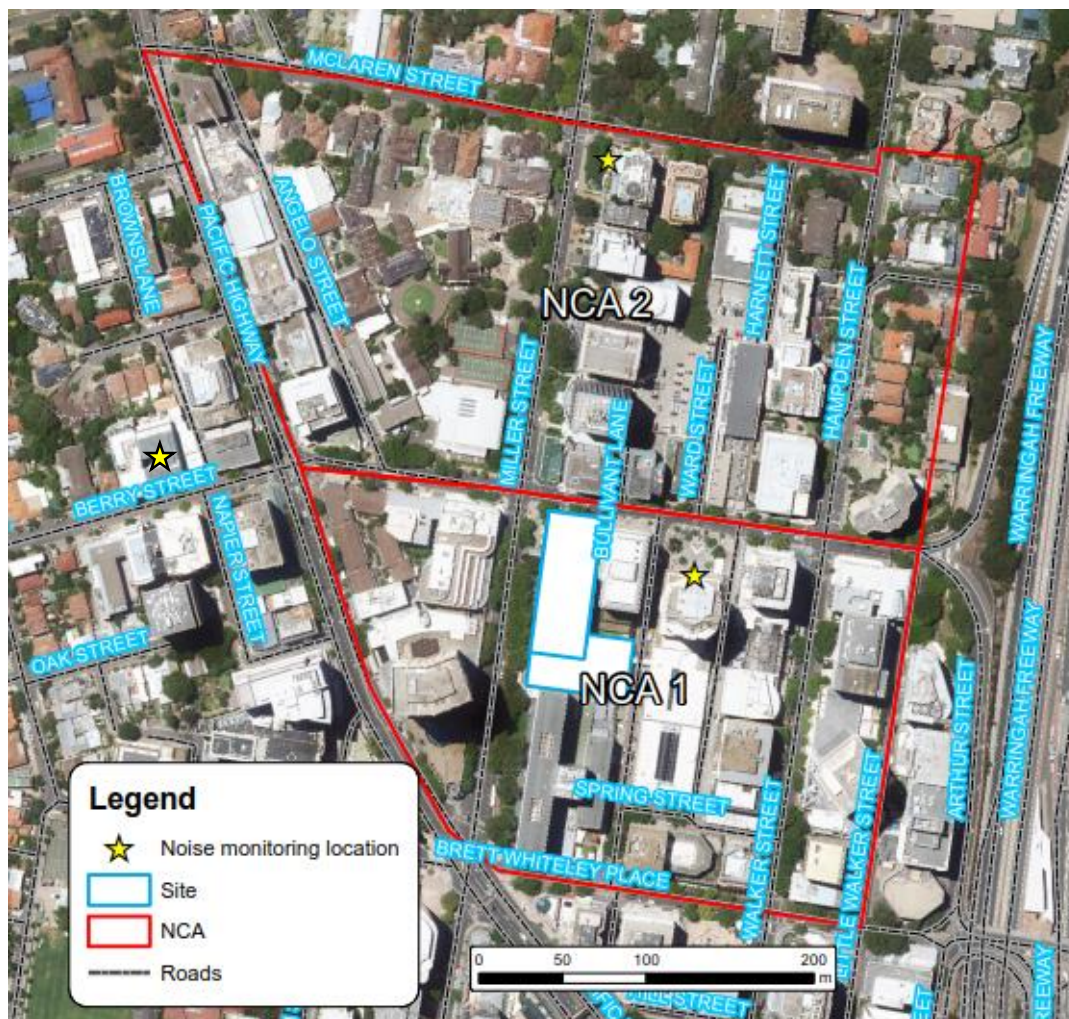 MCLAREN STREET
BROWNS LANE
PACIFIC HIGHWAY
ANGELO STREET
HARNETT STREET
NCA 2
HAMPDEN STREET
MILLER STREET
BULLIVANT LANE
WARD STREET
WARRINGAH FREEWAY
BERRY STREET
NAPIER STREET
OAK STREET
NCA 1
WARRINGAH FREEWAY
ARTHUR STREET
SPRING STREET
BRETT WHITELEY PLACE
WALKER STREET
LITTLE WALKER STREET
Legend
Noise monitoring location
Site
NCA
Roads
0 50 100 200
m
STREET